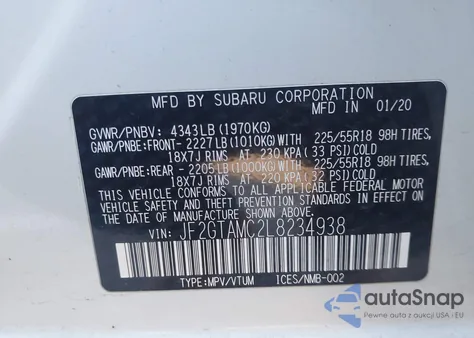 MFD BY SUBARU CORPORATION
MFD IN 01/20
GVWR/PNBV: 4343LB(1970KG)
GAWR/PNBE:FRONT- 2227LB(1010KG)WITH 225/55R18 98H TIRES,
18X7J RIMS AT 230 KPA(33 PSI)COLD
GAWR/PNBE:REAR - 2205LB(1000KG)WITH 225/55R18 98H TIRES,
18X7J RIMS AT 220 KPA(32 PSI)COLD
THIS VEHICLE CONFORMS TO ALL APPLICABLE FEDERAL MOTOR
VEHICLE SAFETY AND THEFT PREVENTION STANDARDS IN EFFECT ON
THE DATE OF MANUFACTURE SHOWN ABOVE.
VIN: JF2GTAMC2L8234938
TYPE:MPV/VTUM ICES/NMB-002
autoSnap
Pewne auto z USA i EU